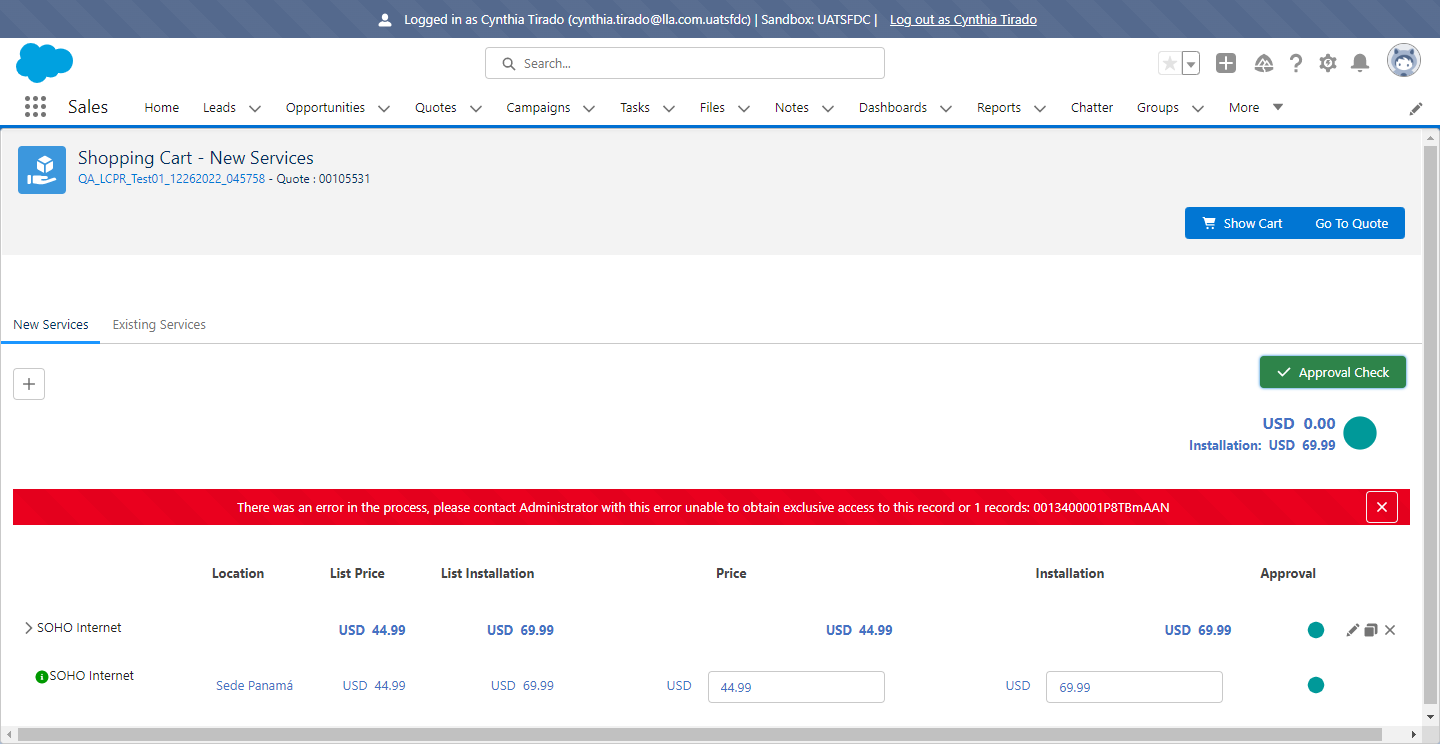 Logged in as Cynthia Tirado (cynthia.tirado@lla.com.uatsfdc) | Sandbox: UATSFDC | Log out as Cynthia Tirado
Search...
Sales Home Leads Opportunities Quotes Campaigns Tasks Files Notes Dashboards Reports Chatter Groups More
Shopping Cart - New Services
QA_LCPR_Test01_12262022_045758 - Quote : 00105531
Show Cart Go To Quote
New Services Existing Services
Approval Check
USD 0.00
Installation: USD 69.99
There was an error in the process, please contact Administrator with this error unable to obtain exclusive access to this record or 1 records: 0013400001P8TBmAAN
Location List Price List Installation Price Installation Approval
SOHO Internet USD 44.99 USD 69.99 USD 44.99 USD 69.99
SOHO Internet Sede Panamá USD 44.99 USD 69.99 USD 44.99 USD 69.99